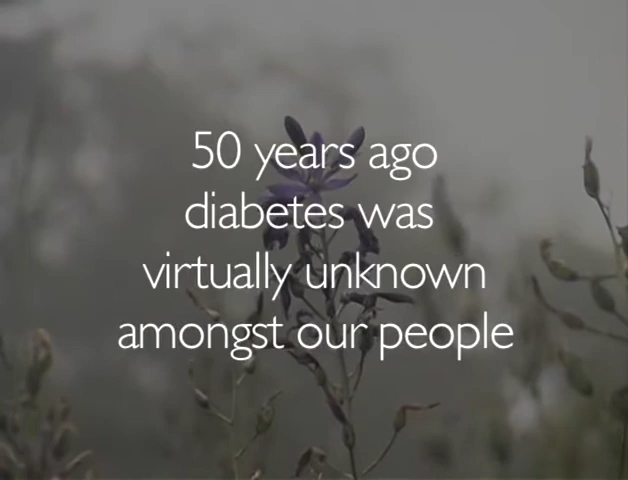 50 years ago
diabetes was
virtually unknown
amongst our people